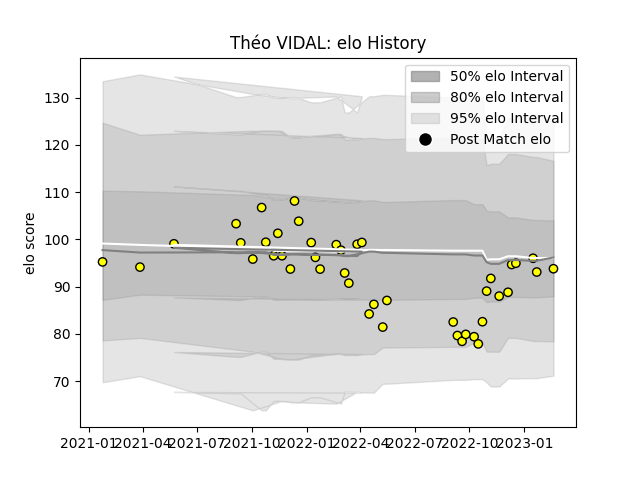 Théo VIDAL: elo History
50% elo Interval
80% elo Interval
95% elo Interval
Post Match elo
elo score
130
120
110
100
90
80
70
2021-01 2021-04 2021-07 2021-10 2022-01 2022-04 2022-07 2022-10 2023-01